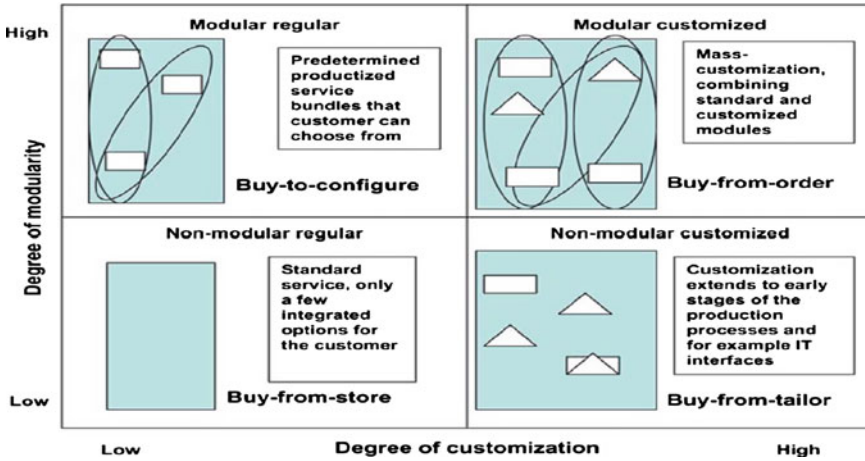 High
Modular regular
Predetermined
productized
service
bundles that
customer can
choose from
Buy-to-configure
Modular customized
Mass-
customization,
combining
standard and
customized
modules
Buy-from-order
Degree of modularity
Non-modular regular
Standard
service, only
a few
integrated
options for
the customer
Buy-from-store
Non-modular customized
Customization
extends to early
stages of the
production
processes and
for example IT
interfaces
Buy-from-tailor
Low
Low
Degree of customization
High